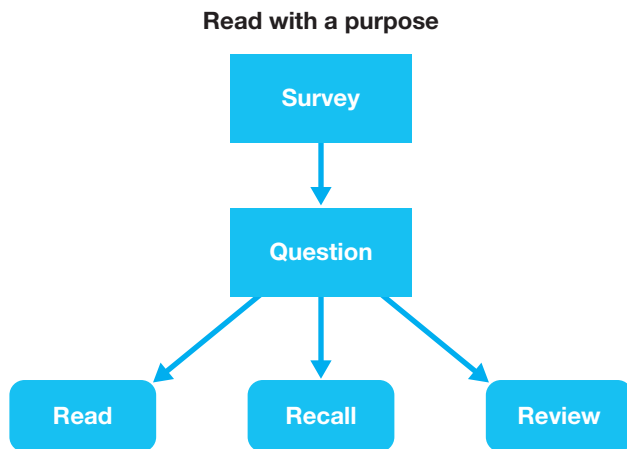 Read with a purpose
Survey
Question
Read
Recall
Review